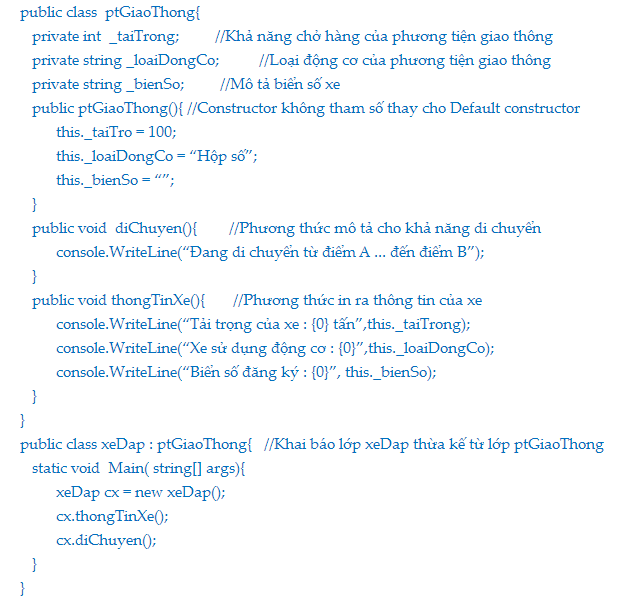 public class ptGiaoThong{
private int _taiTrong; //Khả năng chở hàng của phương tiện giao thông
private string _loaiDongCo; //Loại động cơ của phương tiện giao thông
private string _bienSo; //Mô tả biển số xe
public ptGiaoThong(){ //Constructor không tham số thay cho Default constructor
this._taiTro = 100;
this._loaiDongCo = “Hộp số”;
this._bienSo = “”;
}
public void diChuyen(){ //Phương thức mô tả cho khả năng di chuyển
console.WriteLine(“Đang di chuyển từ điểm A ... đến điểm B”);
}
public void thongTinXe(){ //Phương thức in ra thông tin của xe
console.WriteLine(“Tải trọng của xe : {0} tấn”,this._taiTrong);
console.WriteLine(“Xe sử dụng động cơ : {0}”,this._loaiDongCo);
console.WriteLine(“Biển số đăng ký : {0}”, this._bienSo);
}
}
public class xeDap : ptGiaoThong{ //Khai báo lớp xeDap thừa kế từ lớp ptGiaoThong
static void Main( string[] args){
xeDap cx = new xeDap();
cx.thongTinXe();
cx.diChuyen();
}
}